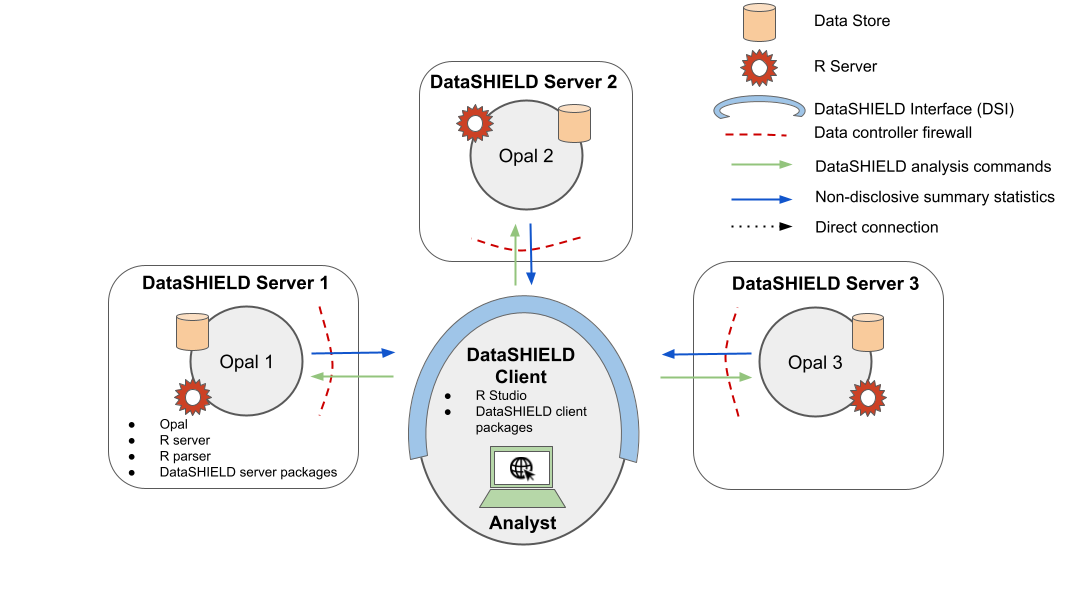 Data Store
R Server
DataSHIELD Interface (DSI)
Data controller firewall
DataSHIELD analysis commands
Non-disclosive summary statistics
Direct connection
DataSHIELD Server 2
Opal 2
DataSHIELD Server 1
Opal 1
● Opal
● R server
● R parser
● DataSHIELD server packages
DataSHIELD
Client
● R Studio
● DataSHIELD client
packages
Analyst
DataSHIELD Server 3
Opal 3